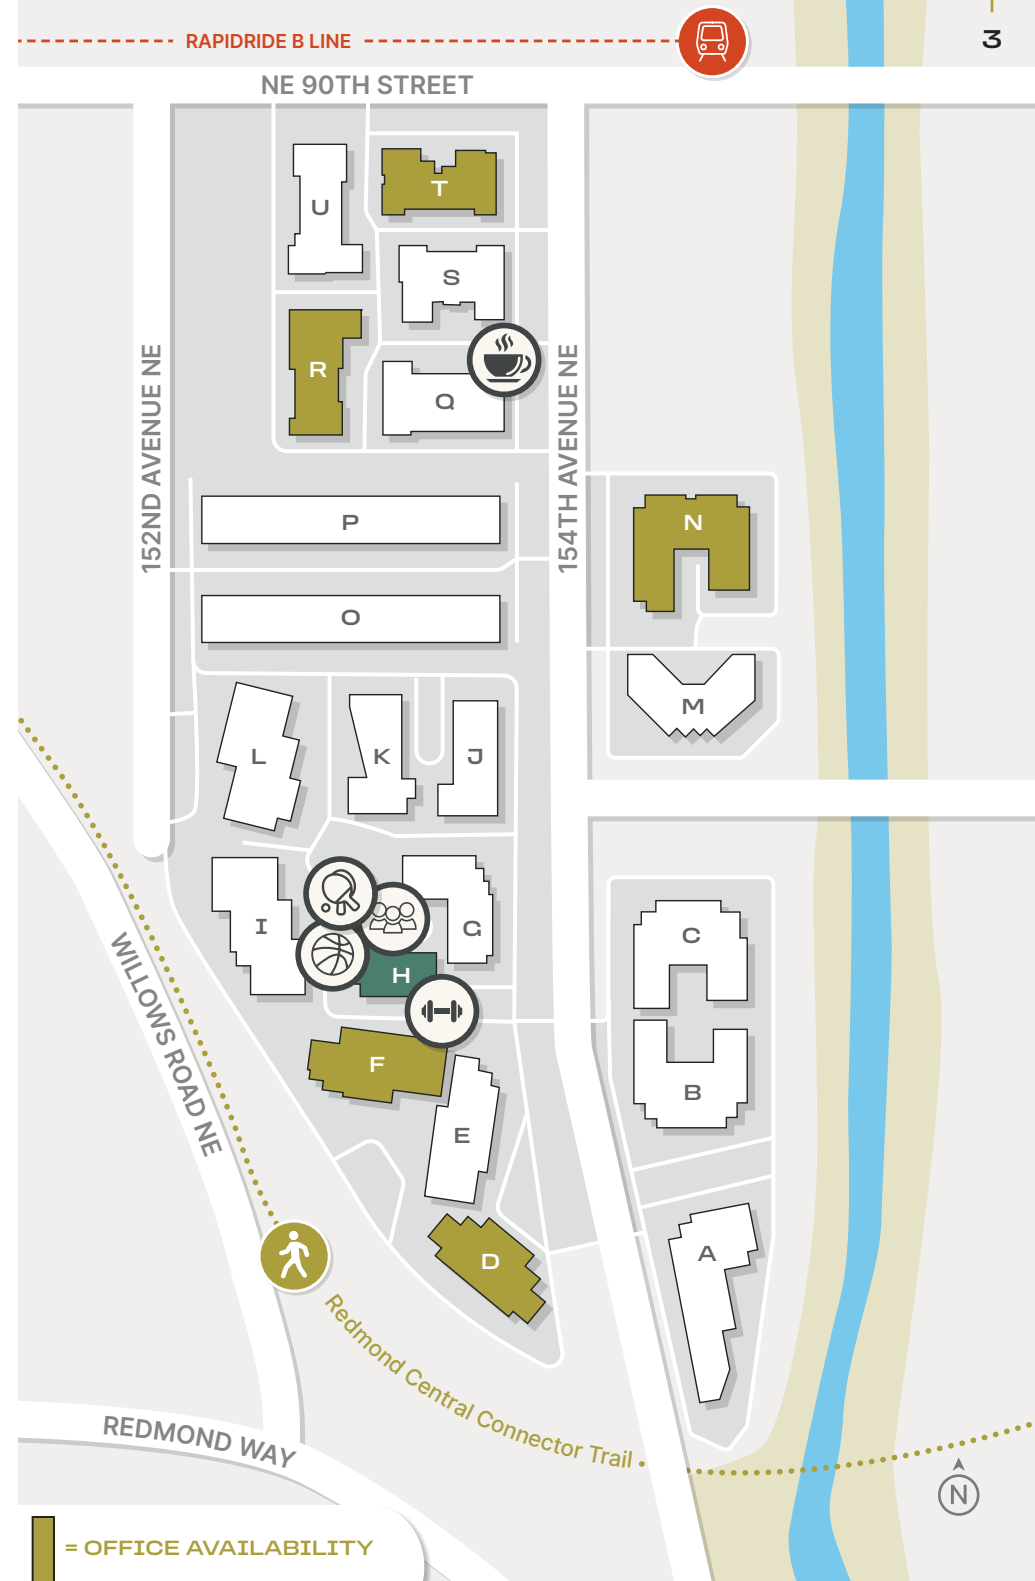 RAPIDRIDE B LINE
3
NE 90TH STREET
U
T
S
R
Q
152ND AVENUE NE
154TH AVENUE NE
P
N
O
M
L
K
J
I
G
H
C
WILLOWS ROAD NE
F
B
E
A
D
Redmond Central Connector Trail
REDMOND WAY
N
= OFFICE AVAILABILITY